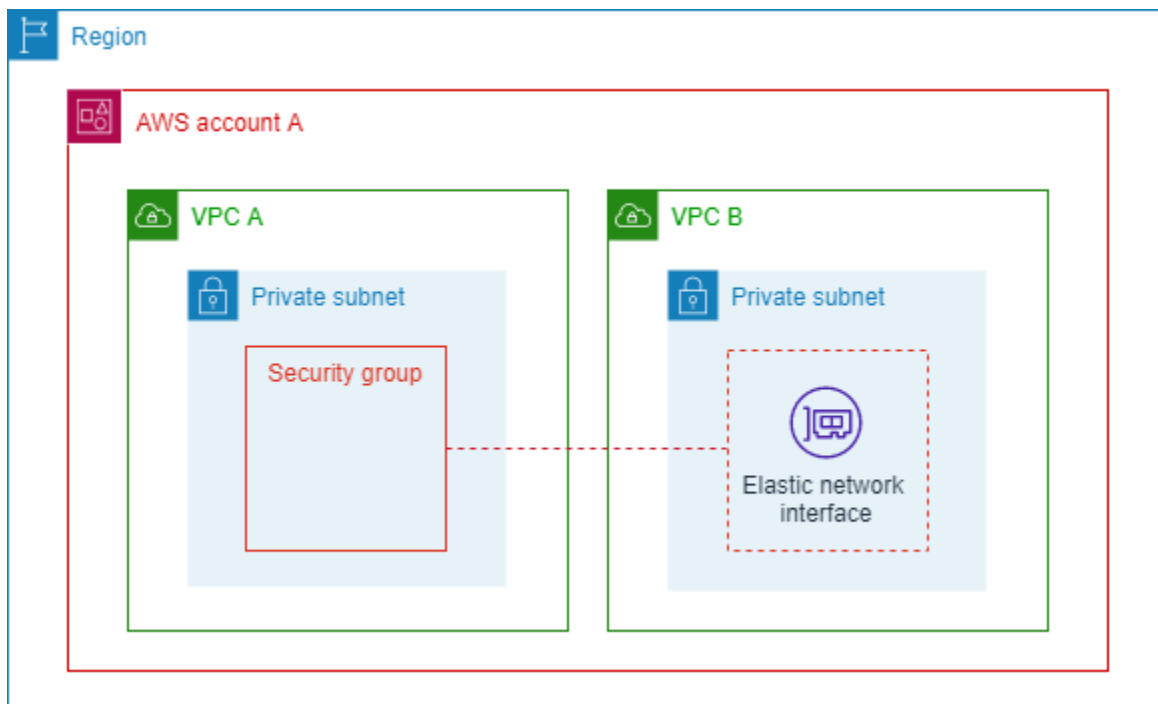 Region
AWS account A
VPC A
VPC B
Private subnet
Private subnet
Security group
Elastic network
interface